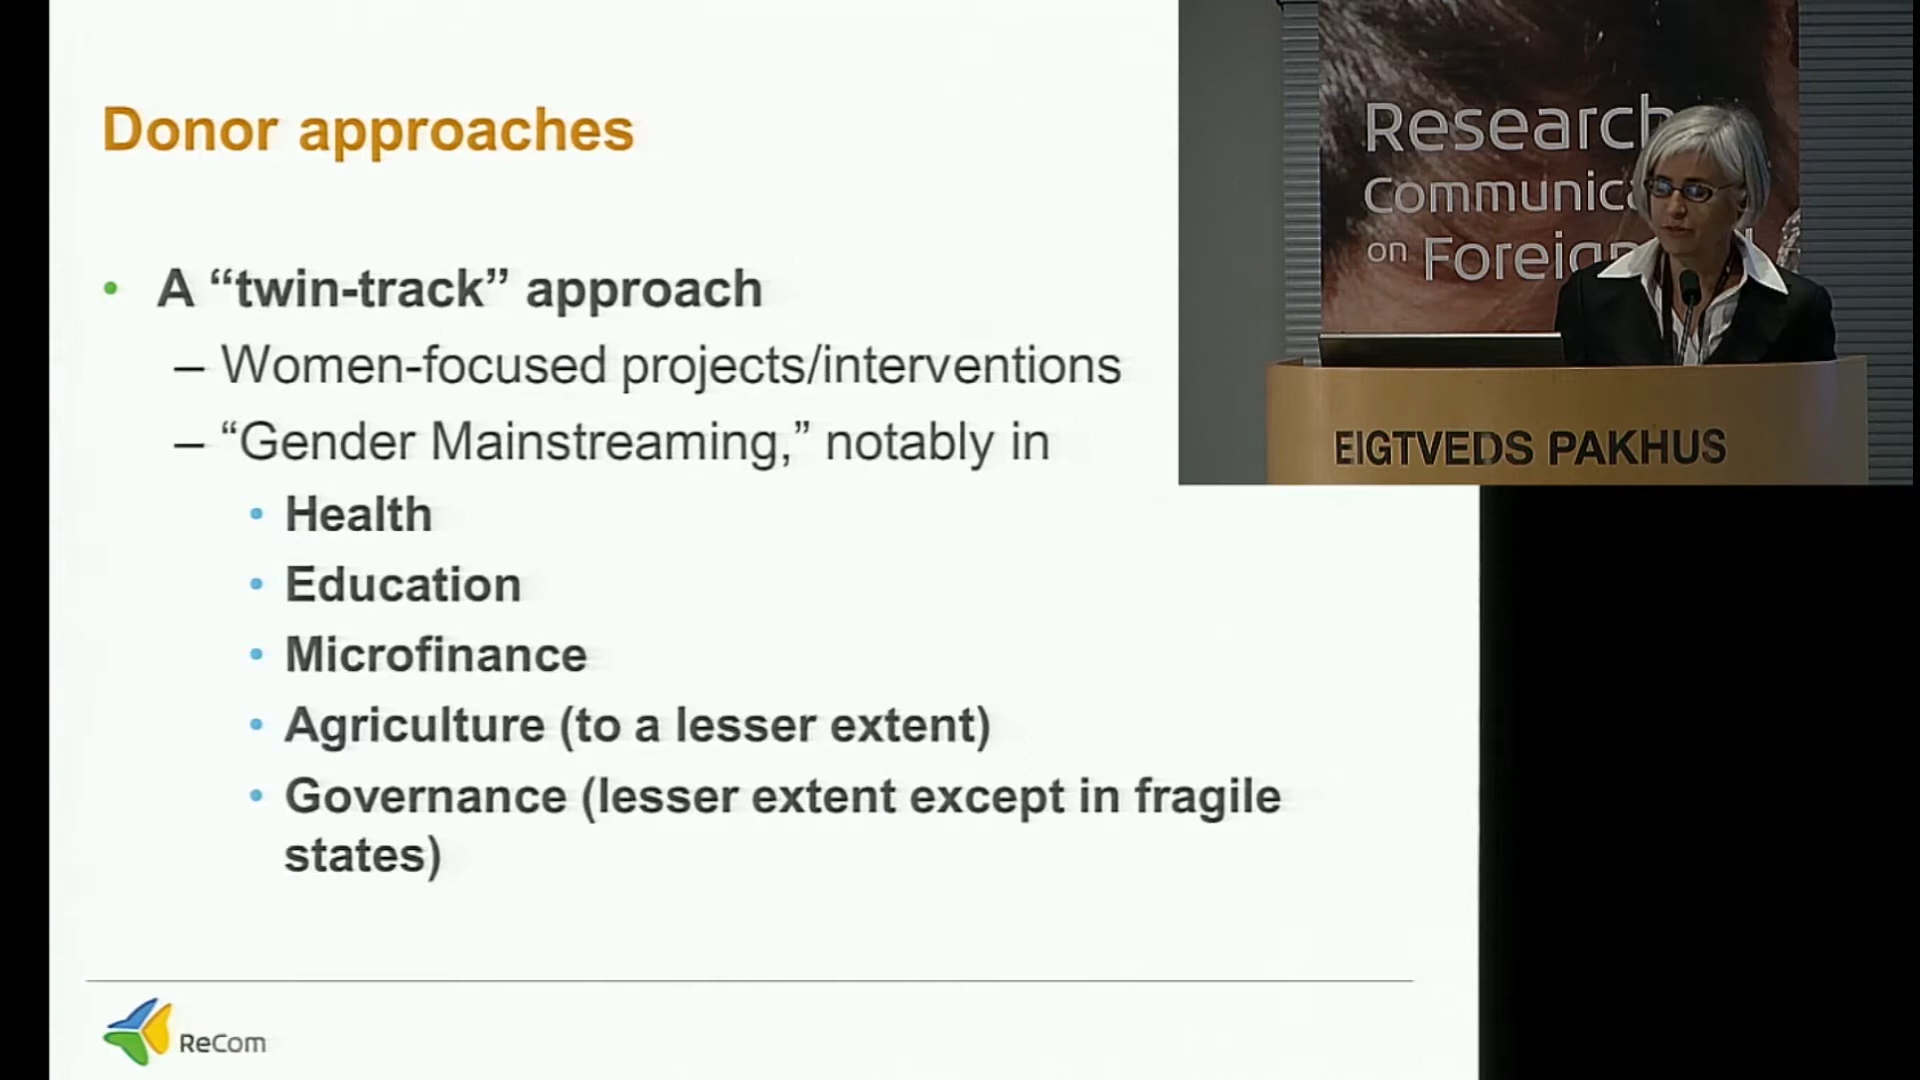 Donor approaches
• A “twin-track” approach
– Women-focused projects/interventions
– “Gender Mainstreaming,” notably in
• Health
• Education
• Microfinance
• Agriculture (to a lesser extent)
• Governance (lesser extent except in fragile
states)
ReCom
Research
on
EIGTVEDS PAKHUS